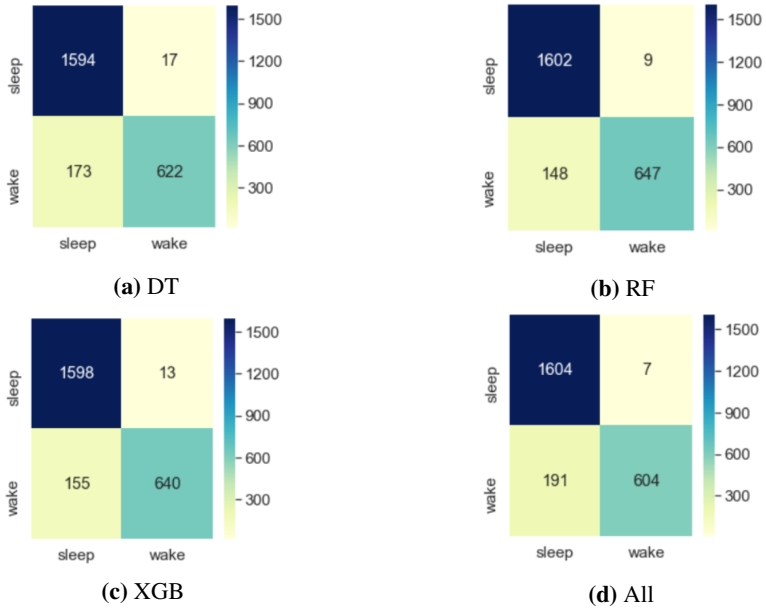 sleep
wake
1594 17
173 622
sleep wake
1500
1200
900
600
300
(a) DT
sleep
wake
1602 9
148 647
sleep wake
1500
1200
900
600
300
(b) RF
sleep
wake
1598 13
155 640
sleep wake
1500
1200
900
600
300
(c) XGB
sleep
wake
1604 7
191 604
sleep wake
1500
1200
900
600
300
(d) All